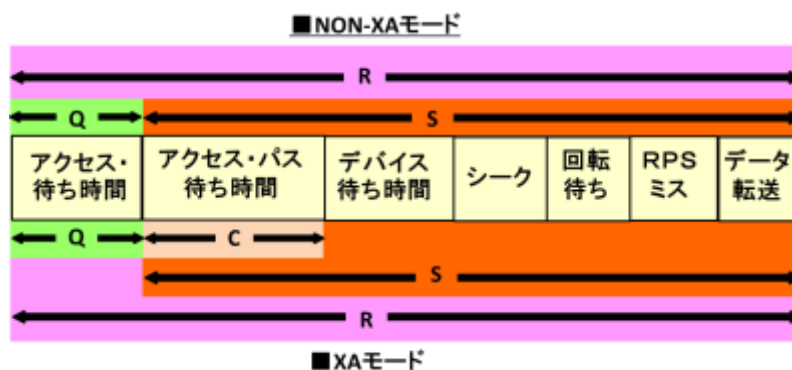 ■NON-XAモード
R
Q
S
アクセス・
待ち時間
アクセス・パス
待ち時間
デバイス
待ち時間
シーク
回転
待ち
RPS
ミス
データ
転送
Q
C
S
R
■XAモード